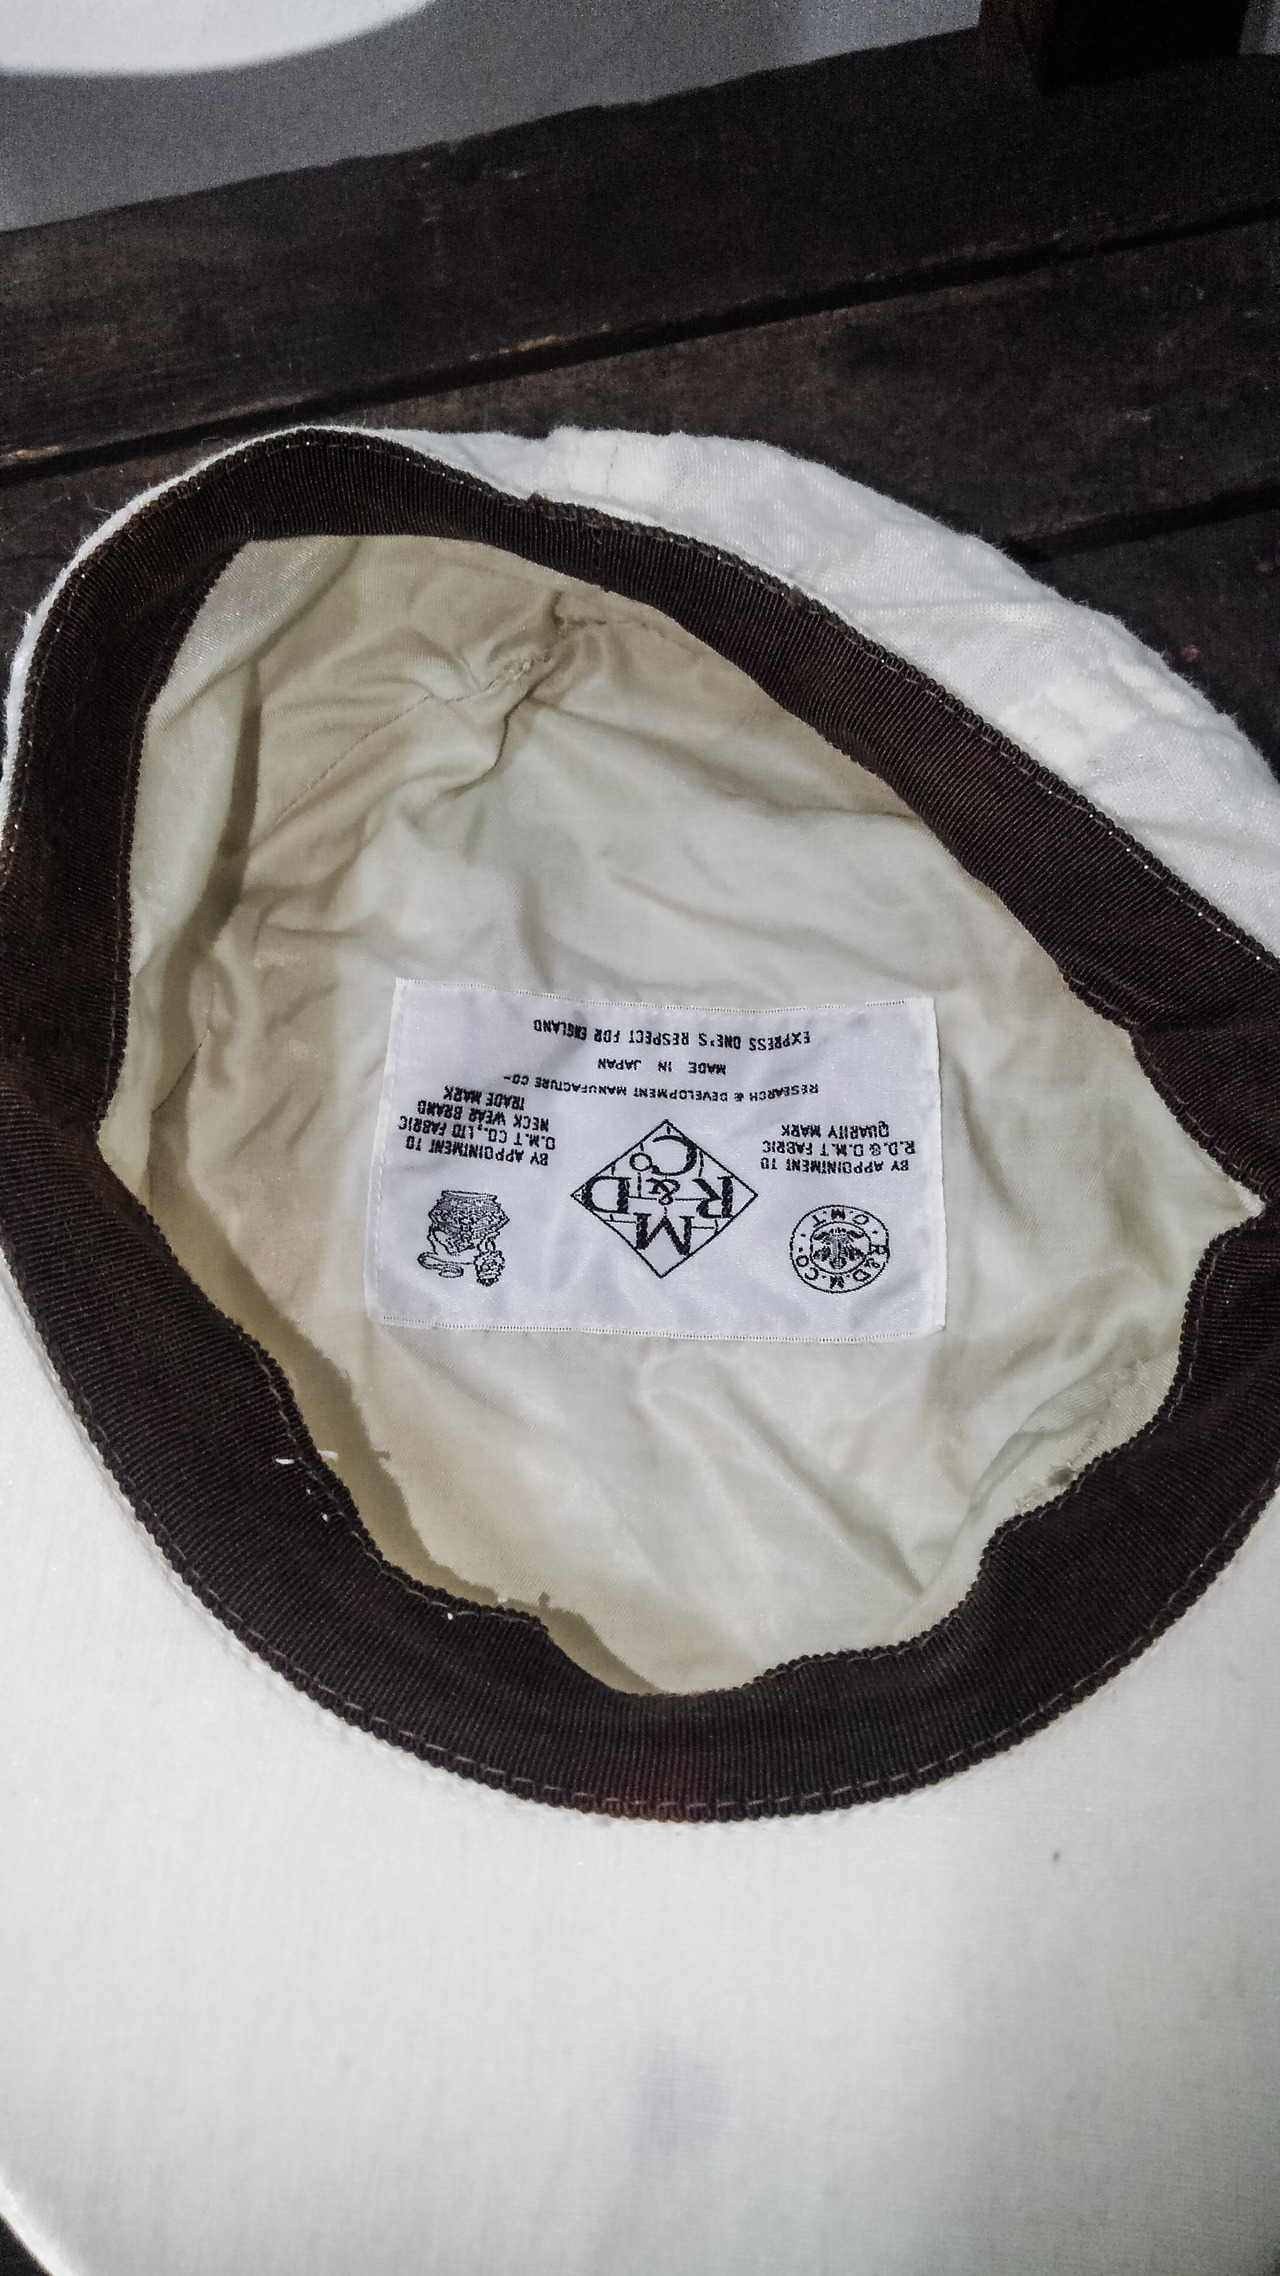 R&D.M.CO
· O.M.T ·
M
R & D
Co
BY APPOINTMENT TO
R.D.& O.M.T FABRIC
QUARITY MARK
BY APPOINTMENT TO
O.M.T CO.,LTD FABRIC
NECK WEAR BRAND
TRADE MARK
RESEARCH & DEVELOPMENT MANUFACTURE CO-
MADE IN JAPAN
EXPRESS ONE'S RESPECT FOR ENGLAND